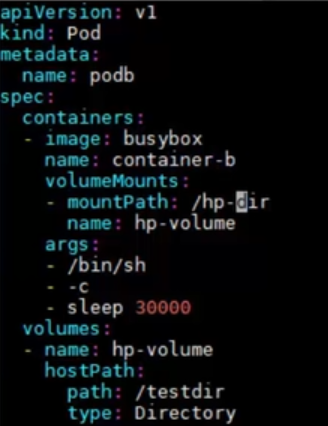 apiVersion: v1
kind: Pod
metadata:
  name: podb
spec:
  containers:
  - image: busybox
    name: container-b
    volumeMounts:
    - mountPath: /hp-dir
      name: hp-volume
    args:
    - /bin/sh
    - -c
    - sleep 30000
  volumes:
  - name: hp-volume
    hostPath:
      path: /testdir
      type: Directory